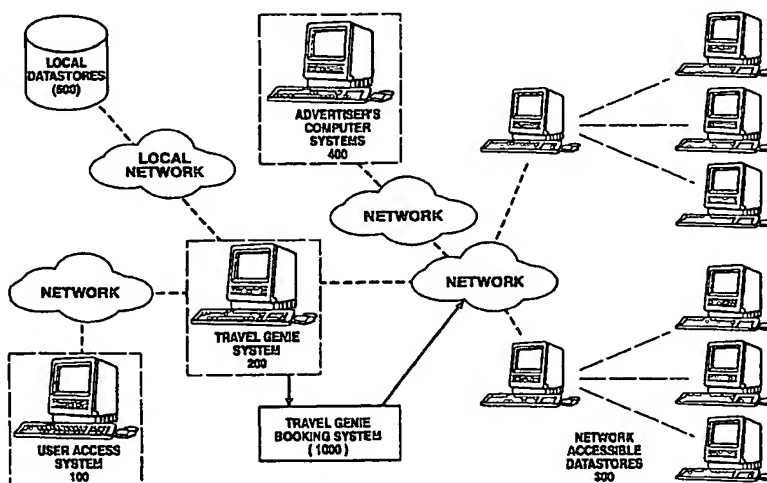 LOCAL
DATASTORES
(500)
ADVERTISER'S
COMPUTER
SYSTEMS
400
LOCAL
NETWORK
NETWORK
NETWORK
NETWORK
TRAVEL GENIE
SYSTEM
200
USER ACCESS
SYSTEM
100
TRAVEL GENIE
BOOKING SYSTEM
( 1000 )
NETWORK
ACCESSIBLE
DATASTORES
300